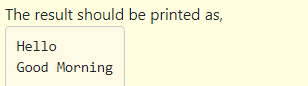 The result should be printed as,
Hello
Good Morning